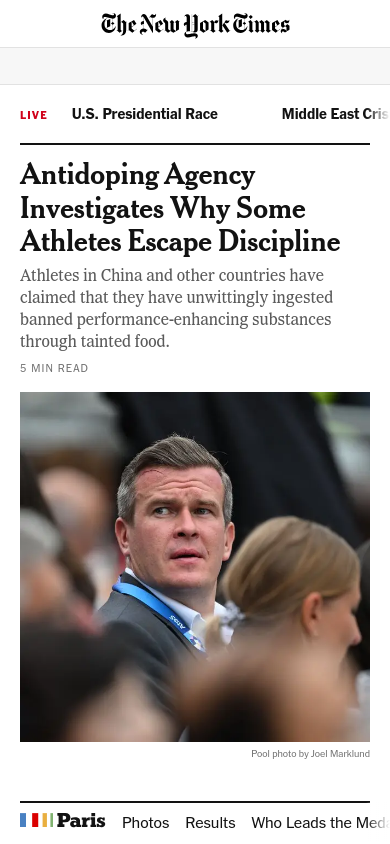 The New York Times
LIVE U.S. Presidential Race Middle East Cris
Antidoping Agency
Investigates Why Some
Athletes Escape Discipline
Athletes in China and other countries have
claimed that they have unwittingly ingested
banned performance-enhancing substances
through tainted food.
5 MIN READ
Pool photo by Joel Marklund
Paris Photos Results Who Leads the Meda